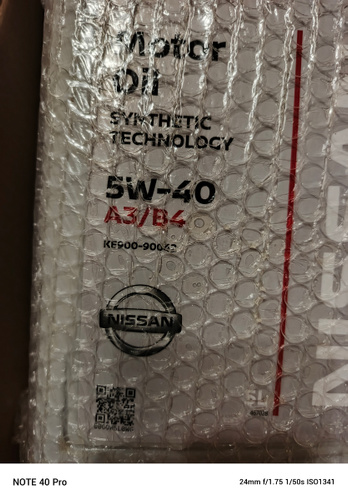 Motor
Oil
SYNTHETIC
TECHNOLOGY
5W-40
A3/B4
KE900-90042
NISSAN
5L
NISSAN
NOTE 40 Pro
24mm f/1.75 1/50s ISO1341